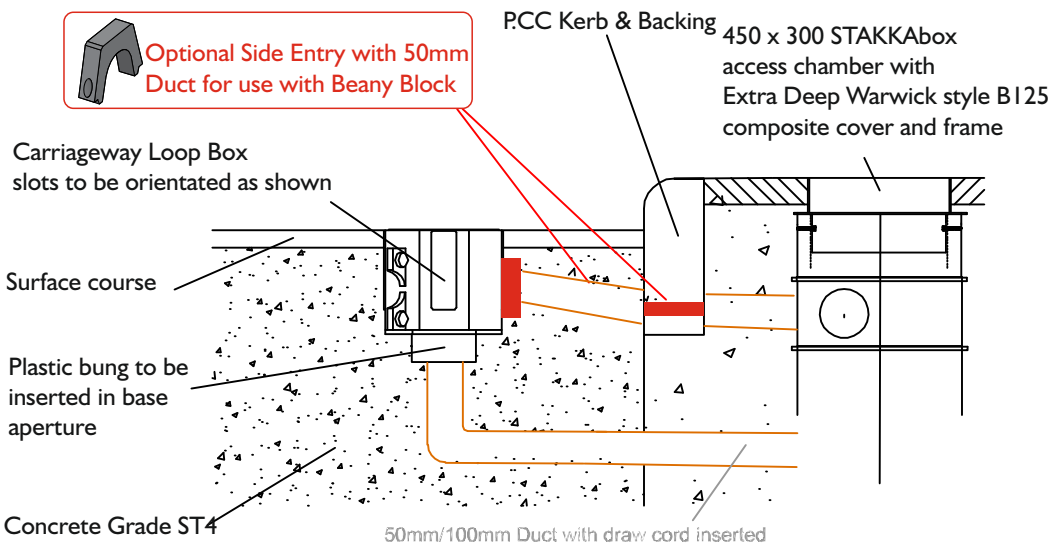 Optional Side Entry with 50mm
Duct for use with Beany Block
P.CC Kerb & Backing
450 x 300 STAKKAbox
access chamber with
Extra Deep Warwick style B125
composite cover and frame
Carriageway Loop Box
slots to be orientated as shown
Surface course
Plastic bung to be
inserted in base
aperture
Concrete Grade ST4
50mm/100mm Duct with draw cord inserted